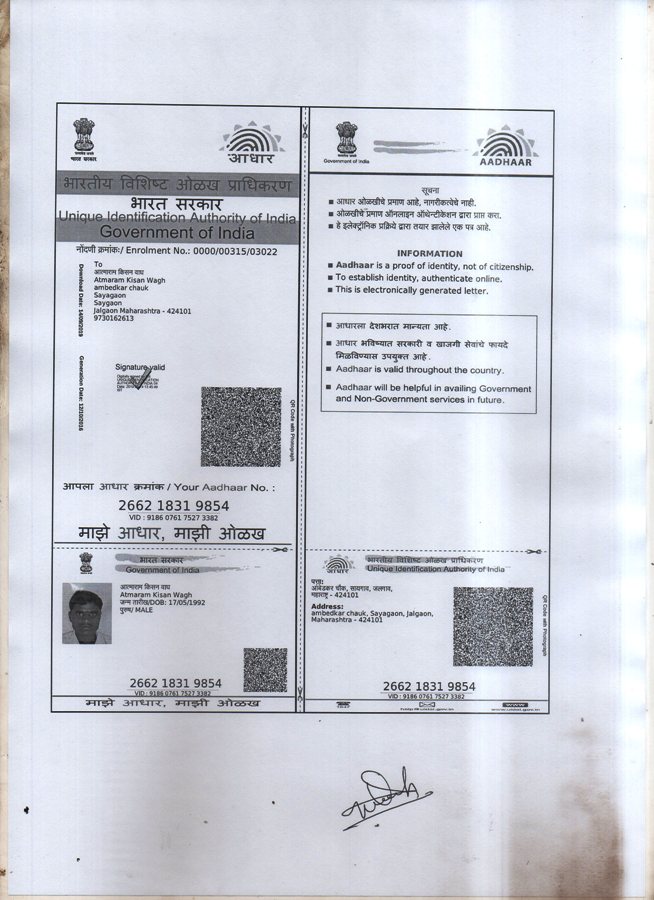 भारत सरकार
आधार
भारतीय विशिष्ट ओळख प्राधिकरण
भारत सरकार
Unique Identification Authority of India
Government of India
नोंदणी क्रमांक:/ Enrolment No.: 0000/00315/03022
Download Date: 14/08/2019
To
आत्माराम किसन वाघ
Atmaram Kisan Wagh
ambedkar chauk
Sayagaon
Saygaon
Jalgaon Maharashtra - 424101
9730162613
Generation Date: 12/10/2016
Signature valid
QR Code with Photograph
आपला आधार क्रमांक / Your Aadhaar No. :
2662 1831 9854
VID : 9186 0761 7527 3382
माझे आधार, माझी ओळख
भारत सरकार
Government of India
आत्माराम किसन वाघ
Atmaram Kisan Wagh
जन्म तारीख/DOB: 17/05/1992
पुरुष/ MALE
2662 1831 9854
VID : 9186 0761 7527 3382
माझे आधार, माझी ओळख
Government of India
AADHAAR
सूचना
■ आधार ओळखीचे प्रमाण आहे, नागरीकत्वेचे नाही.
■ ओळखीचे प्रमाण ऑनलाइन ऑथेन्टीकेशन द्वारा प्राप्त करा.
■ हे इलेक्ट्रॉनिक प्रक्रिये द्वारा तयार झालेले एक पत्र आहे.
INFORMATION
■ Aadhaar is a proof of identity, not of citizenship.
■ To establish identity, authenticate online.
■ This is electronically generated letter.
■ आधारला देशभरात मान्यता आहे.
■ आधार भविष्यात सरकारी व खाजगी सेवांचे फायदे
मिळविण्यास उपयुक्त आहे.
■ Aadhaar is valid throughout the country.
■ Aadhaar will be helpful in availing Government
and Non-Government services in future.
आधार
भारतीय विशिष्ट ओळख प्राधिकरण
Unique Identification Authority of India
पत्ता:
आंबेडकर चौक, सायगाव, जलगाव,
महाराष्ट्र - 424101
Address:
ambedkar chauk, Sayagaon, Jalgaon,
Maharashtra - 424101
QR Code with Photograph
2662 1831 9854
VID : 9186 0761 7527 3382
help@uidai.gov.in
www.uidai.gov.in